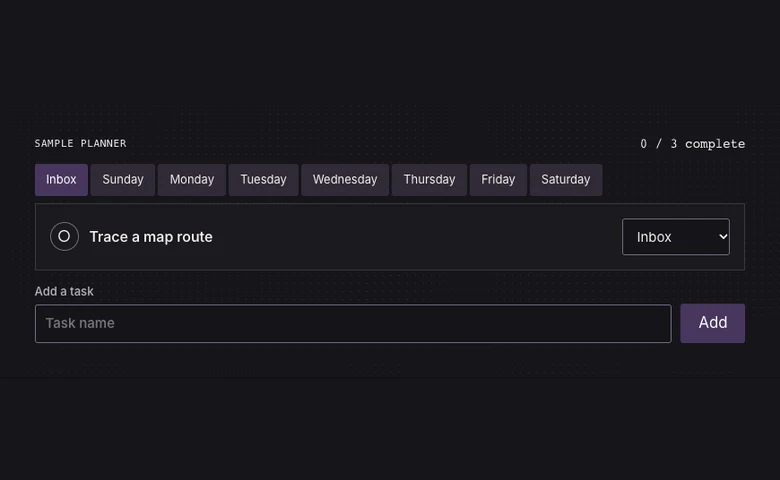 SAMPLE PLANNER 0 / 3 complete
Inbox Sunday Monday Tuesday Wednesday Thursday Friday Saturday
Trace a map route Inbox
Add a task
Task name Add